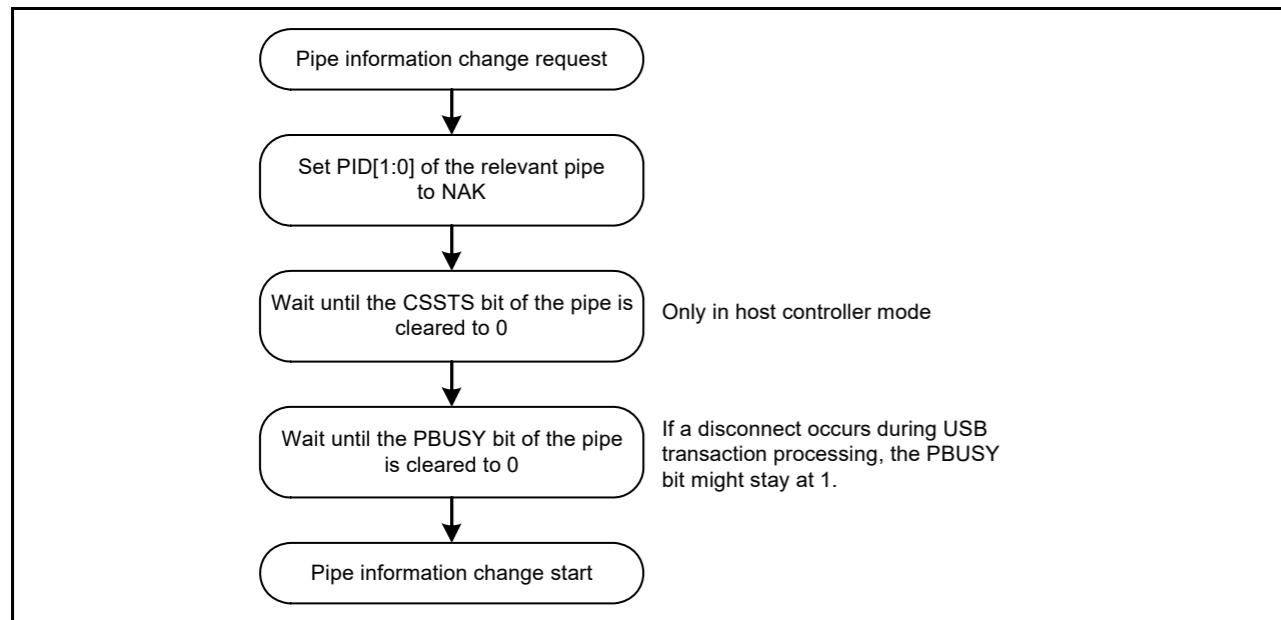 Pipe information change request
Set PID[1:0] of the relevant pipe
to NAK
Wait until the CSSTS bit of the pipe is
cleared to 0
Only in host controller mode
Wait until the PBUSY bit of the pipe
is cleared to 0
If a disconnect occurs during USB
transaction processing, the PBUSY
bit might stay at 1.
Pipe information change start